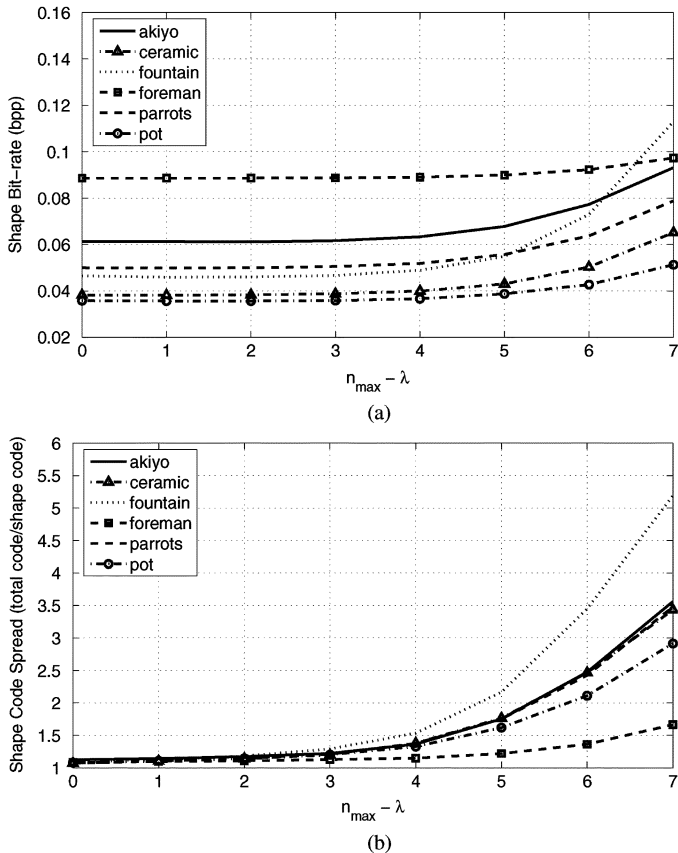 0.16
0.14
0.12
0.1
0.08
0.06
0.04
0.02
Shape Bit-rate (bpp)
akiyo
ceramic
fountain
foreman
parrots
pot
0 1 2 3 4 5 6 7
n_max − λ
(a)
6
5.5
5
4.5
4
3.5
3
2.5
2
1.5
1
Shape Code Spread (total code/shape code)
akiyo
ceramic
fountain
foreman
parrots
pot
0 1 2 3 4 5 6 7
n_max − λ
(b)